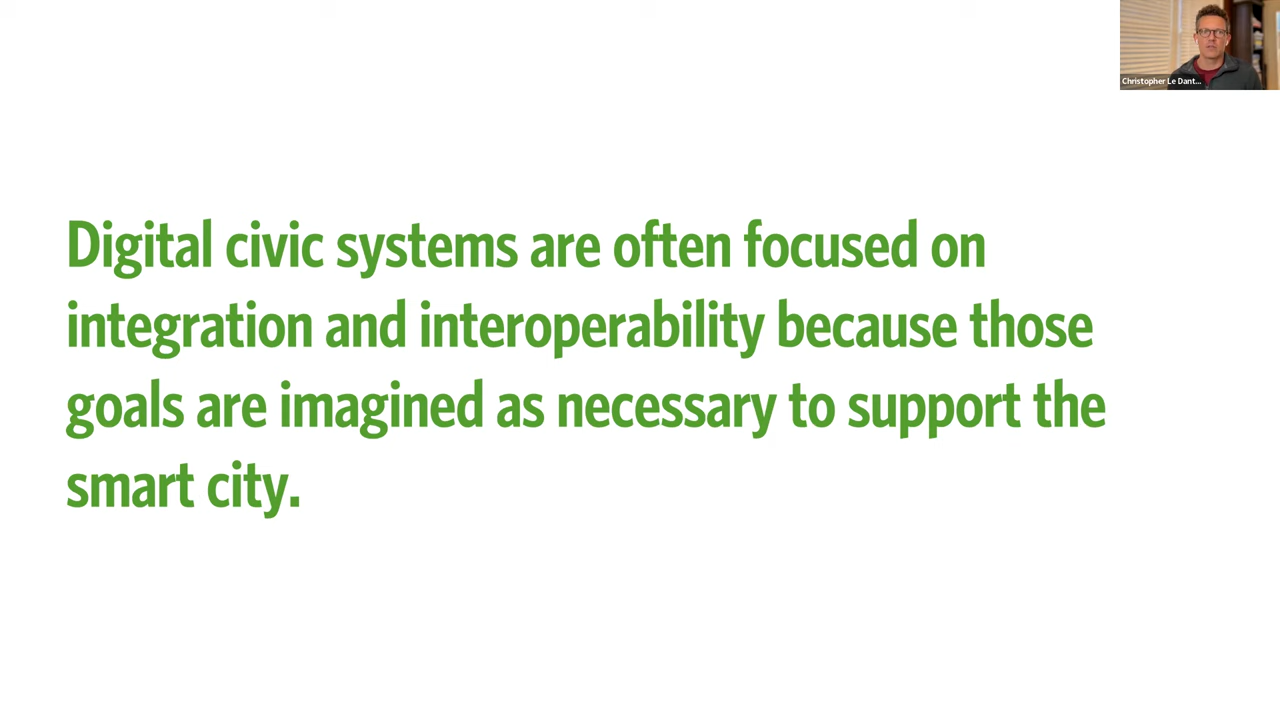 Christopher Le Dant...
Digital civic systems are often focused on
integration and interoperability because those
goals are imagined as necessary to support the
smart city.